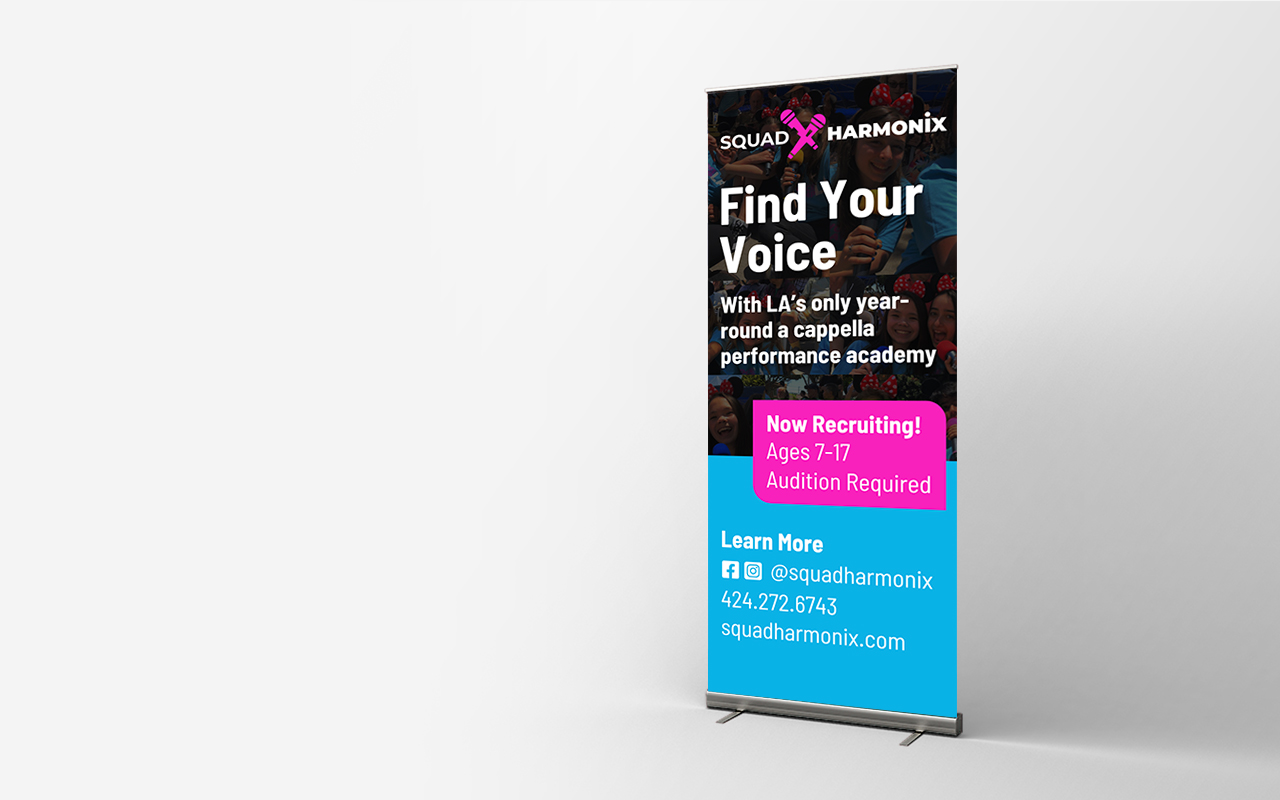 SQUAD HARMONIX
Find Your
Voice
With LA's only year-
round a cappella
performance academy
Now Recruiting!
Ages 7-17
Audition Required
Learn More
@squadharmonix
424.272.6743
squadharmonix.com